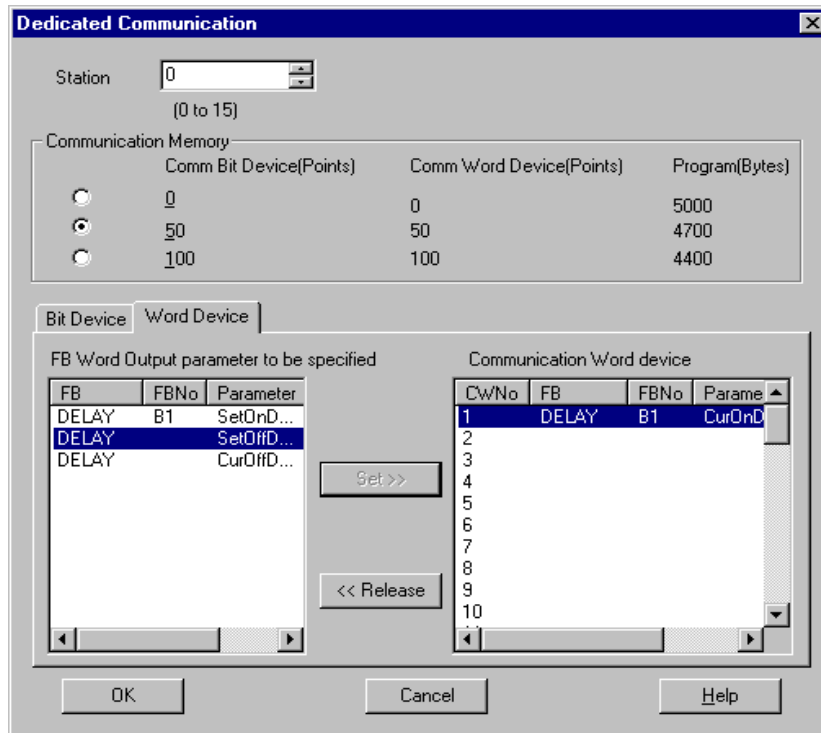 Dedicated Communication
Station 0
(0 to 15)
Communication Memory
Comm Bit Device(Points) Comm Word Device(Points) Program(Bytes)
0 0 5000
50 50 4700
100 100 4400
Bit Device Word Device
FB Word Output parameter to be specified Communication Word device
FB FBNo Parameter CWNo FB FBNo Parame
DELAY B1 SetOnD... 1 DELAY B1 CurOnD
DELAY SetOffD... 2
DELAY CurOffD... 3
4
Set >>
5
6
7
8
<< Release 9
10
OK Cancel Help